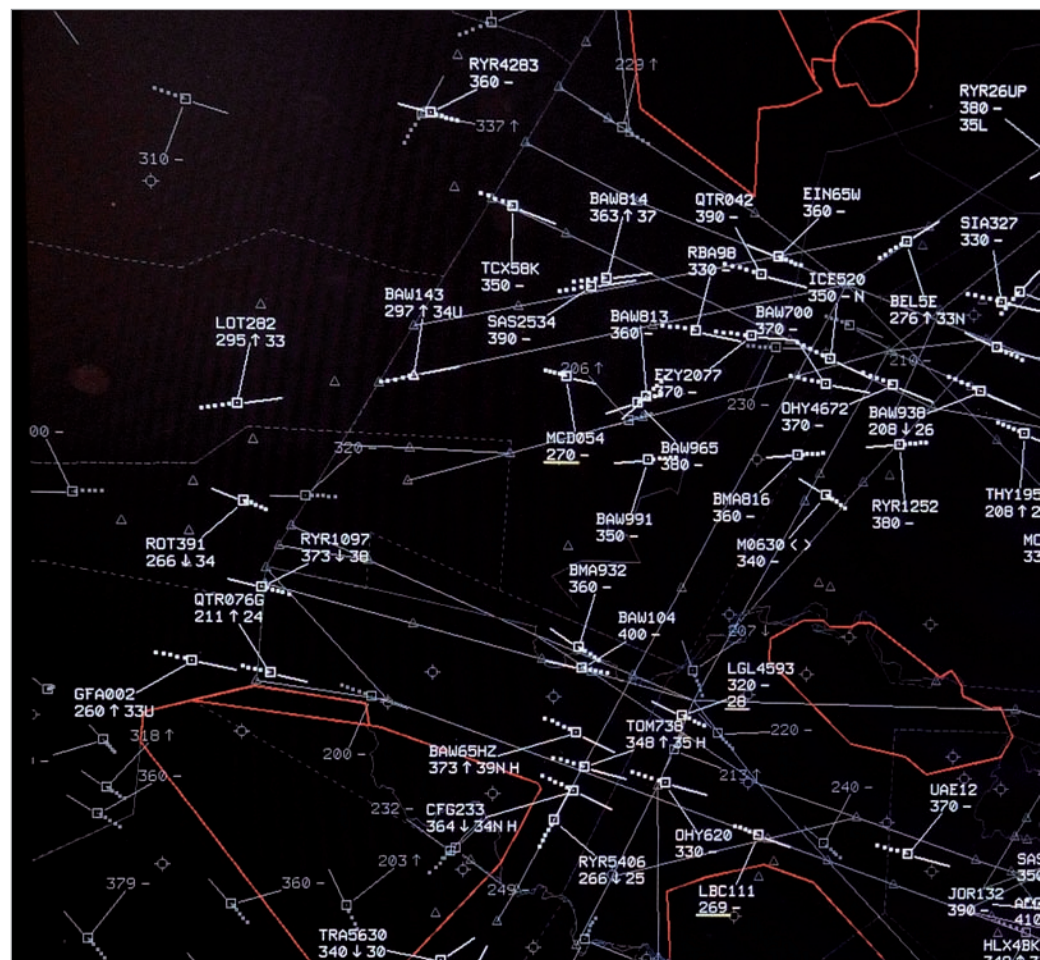 229 ↑
RYR4283
360 –
337 ↑
RYR26UP
380 –
35L
310 –
BAW814
363 ↑ 37
QTR042
390 –
EIN65W
360 –
SIA327
330 –
RBA98
330 –
TCX58K
350 –
ICE520
350 – N
BAW143
297 ↑ 34U
BEL5E
276 ↑ 33N
SAS2534
390 –
BAW813
360 –
BAW700
370 –
LOT282
295 ↑ 33
210 –
206 ↑
EZY2077
370 –
230 –
OHY4672
370 –
BAW938
208 ↓ 26
00 –
320 –
MCD054
270 –
BAW965
380 –
BMA816
360 –
RYR1252
380 –
THY195
208 ↑ 2
BAW991
350 –
ROT391
266 ↓ 34
RYR1097
373 ↓ 38
M0630 <>
340 –
MC
33
BMA932
360 –
QTR076G
211 ↑ 24
BAW104
400 –
207 ↓
LGL4593
320 –
28
GFA002
260 ↑ 33U
318 ↑
TOM738
348 ↑ 35 H
220 –
200 –
BAW65HZ
373 ↑ 39N H
360 –
213 ↑
240 –
UAE12
370 –
232 –
CFG233
364 ↓ 34N H
OHY620
330 –
203 ↑
RYR5406
266 ↓ 25
SAS
350
379 –
360 –
249
LBC111
269 –
JOR132
390 –
410
TRA5630
340 ↓ 30
HLX4BK